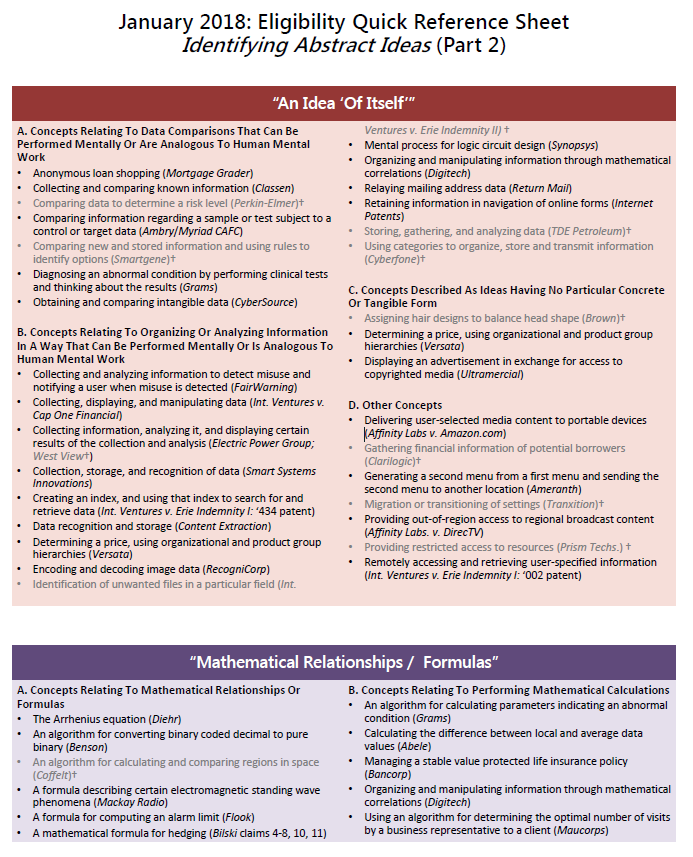 January 2018: Eligibility Quick Reference Sheet
Identifying Abstract Ideas (Part 2)
“An Idea ‘Of Itself’”
A. Concepts Relating To Data Comparisons That Can Be
Performed Mentally Or Are Analogous To Human Mental
Work
• Anonymous loan shopping (Mortgage Grader)
• Collecting and comparing known information (Classen)
• Comparing data to determine a risk level (Perkin-Elmer)†
• Comparing information regarding a sample or test subject to a
control or target data (Ambry/Myriad CAFC)
• Comparing new and stored information and using rules to
identify options (Smartgene)†
• Diagnosing an abnormal condition by performing clinical tests
and thinking about the results (Grams)
• Obtaining and comparing intangible data (CyberSource)
B. Concepts Relating To Organizing Or Analyzing Information
In A Way That Can Be Performed Mentally Or Is Analogous To
Human Mental Work
• Collecting and analyzing information to detect misuse and
notifying a user when misuse is detected (FairWarning)
• Collecting, displaying, and manipulating data (Int. Ventures v.
Cap One Financial)
• Collecting information, analyzing it, and displaying certain
results of the collection and analysis (Electric Power Group;
West View†)
• Collection, storage, and recognition of data (Smart Systems
Innovations)
• Creating an index, and using that index to search for and
retrieve data (Int. Ventures v. Erie Indemnity I: ‘434 patent)
• Data recognition and storage (Content Extraction)
• Determining a price, using organizational and product group
hierarchies (Versata)
• Encoding and decoding image data (RecogniCorp)
• Identification of unwanted files in a particular field (Int.
Ventures v. Erie Indemnity II) †
• Mental process for logic circuit design (Synopsys)
• Organizing and manipulating information through mathematical
correlations (Digitech)
• Relaying mailing address data (Return Mail)
• Retaining information in navigation of online forms (Internet
Patents)
• Storing, gathering, and analyzing data (TDE Petroleum)†
• Using categories to organize, store and transmit information
(Cyberfone)†
C. Concepts Described As Ideas Having No Particular Concrete
Or Tangible Form
• Assigning hair designs to balance head shape (Brown)†
• Determining a price, using organizational and product group
hierarchies (Versata)
• Displaying an advertisement in exchange for access to
copyrighted media (Ultramercial)
D. Other Concepts
• Delivering user-selected media content to portable devices
(Affinity Labs v. Amazon.com)
• Gathering financial information of potential borrowers
(Clarilogic)†
• Generating a second menu from a first menu and sending the
second menu to another location (Ameranth)
• Migration or transitioning of settings (Tranxition)†
• Providing out-of-region access to regional broadcast content
(Affinity Labs. v. DirecTV)
• Providing restricted access to resources (Prism Techs.) †
• Remotely accessing and retrieving user-specified information
(Int. Ventures v. Erie Indemnity I: ‘002 patent)
“Mathematical Relationships / Formulas”
A. Concepts Relating To Mathematical Relationships Or
Formulas
• The Arrhenius equation (Diehr)
• An algorithm for converting binary coded decimal to pure
binary (Benson)
• An algorithm for calculating and comparing regions in space
(Coffelt)†
• A formula describing certain electromagnetic standing wave
phenomena (Mackay Radio)
• A formula for computing an alarm limit (Flook)
• A mathematical formula for hedging (Bilski claims 4-8, 10, 11)
B. Concepts Relating To Performing Mathematical Calculations
• An algorithm for calculating parameters indicating an abnormal
condition (Grams)
• Calculating the difference between local and average data
values (Abele)
• Managing a stable value protected life insurance policy
(Bancorp)
• Organizing and manipulating information through mathematical
correlations (Digitech)
• Using an algorithm for determining the optimal number of visits
by a business representative to a client (Maucorps)